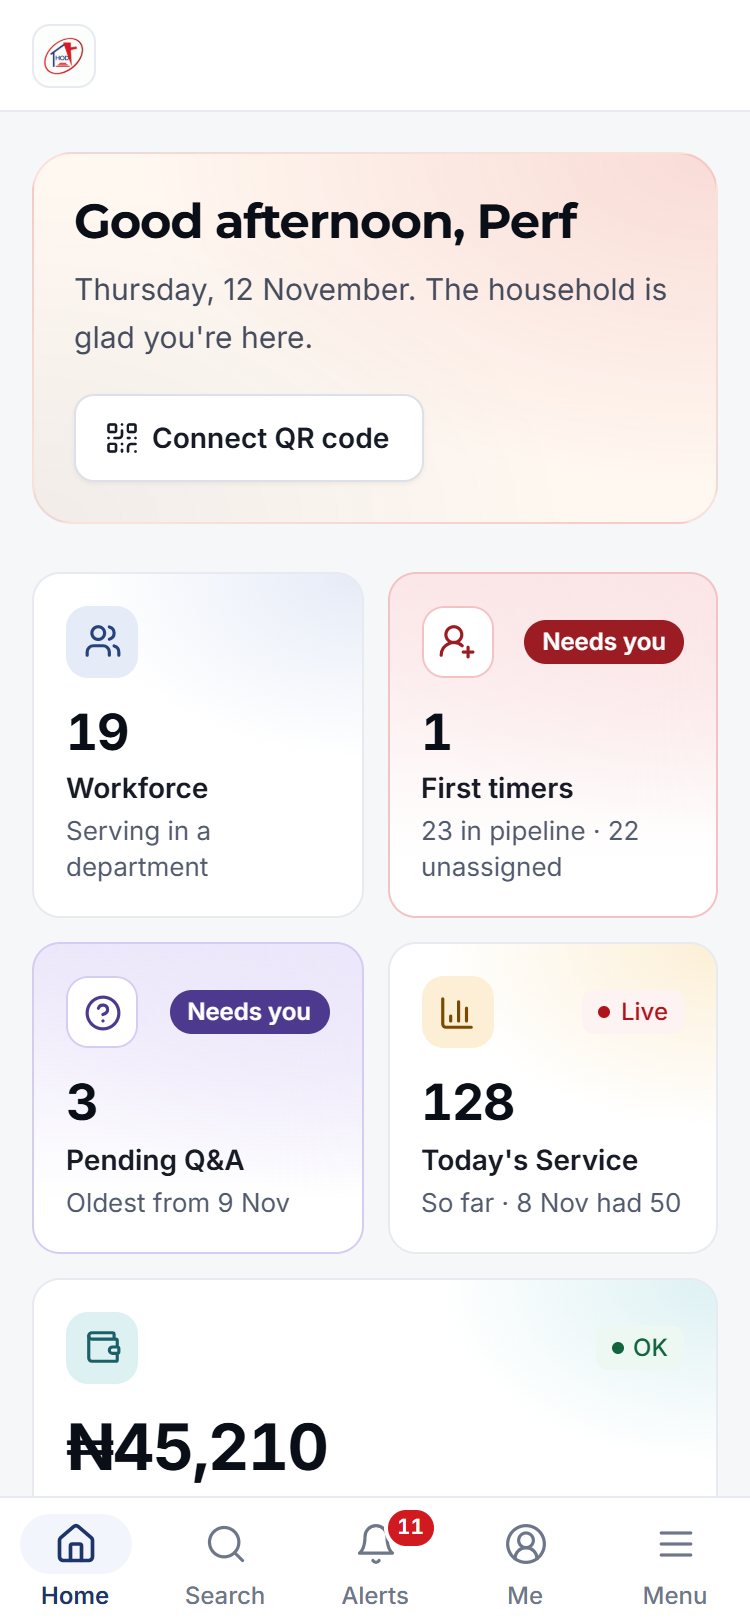 HOD
Good afternoon, Perf
Thursday, 12 November. The household is
glad you're here.
Connect QR code
19
Workforce
Serving in a
department
Needs you
1
First timers
23 in pipeline · 22
unassigned
Needs you
3
Pending Q&A
Oldest from 9 Nov
Live
128
Today's Service
So far · 8 Nov had 50
OK
₦45,210
11
Home
Search
Alerts
Me
Menu